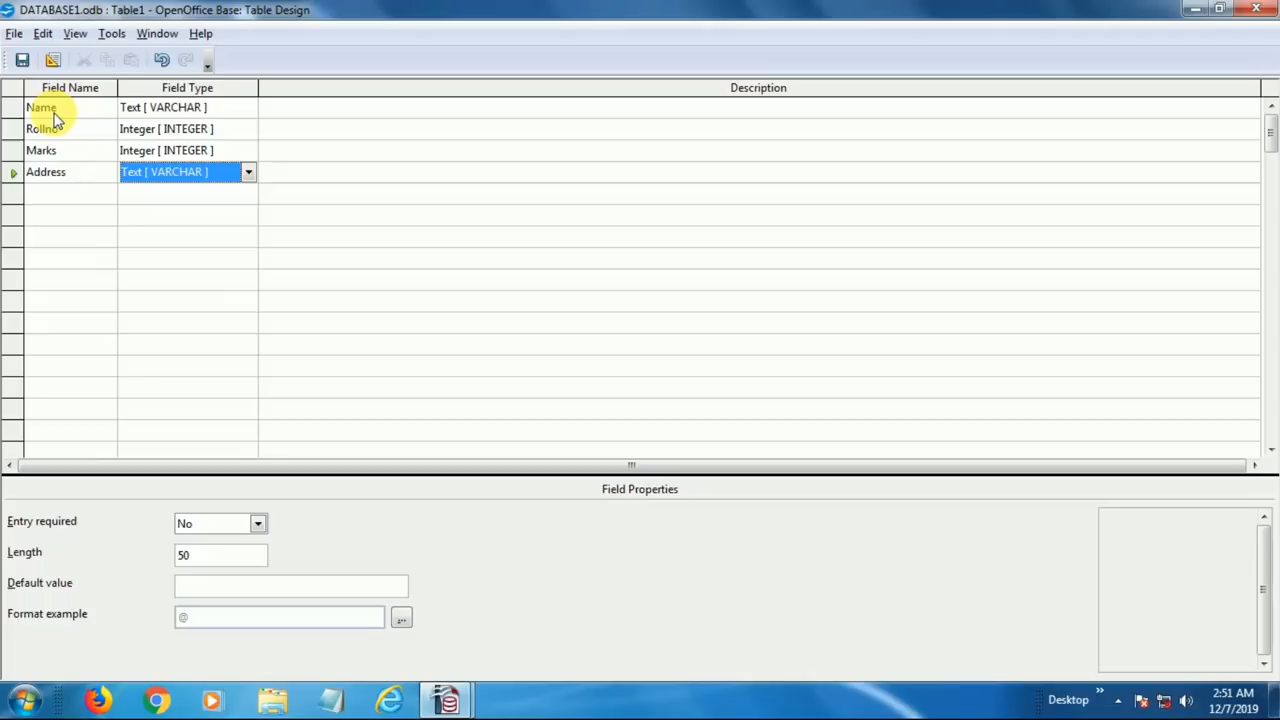 DATABASE1.odb : Table1 - OpenOffice Base: Table Design
File Edit View Tools Window Help
Field Name Field Type Description
Name Text [ VARCHAR ]
Rollno Integer [ INTEGER ]
Marks Integer [ INTEGER ]
Address Text [ VARCHAR ]
Field Properties
Entry required No
Length 50
Default value
Format example @ ...
Desktop 2:51 AM
12/7/2019